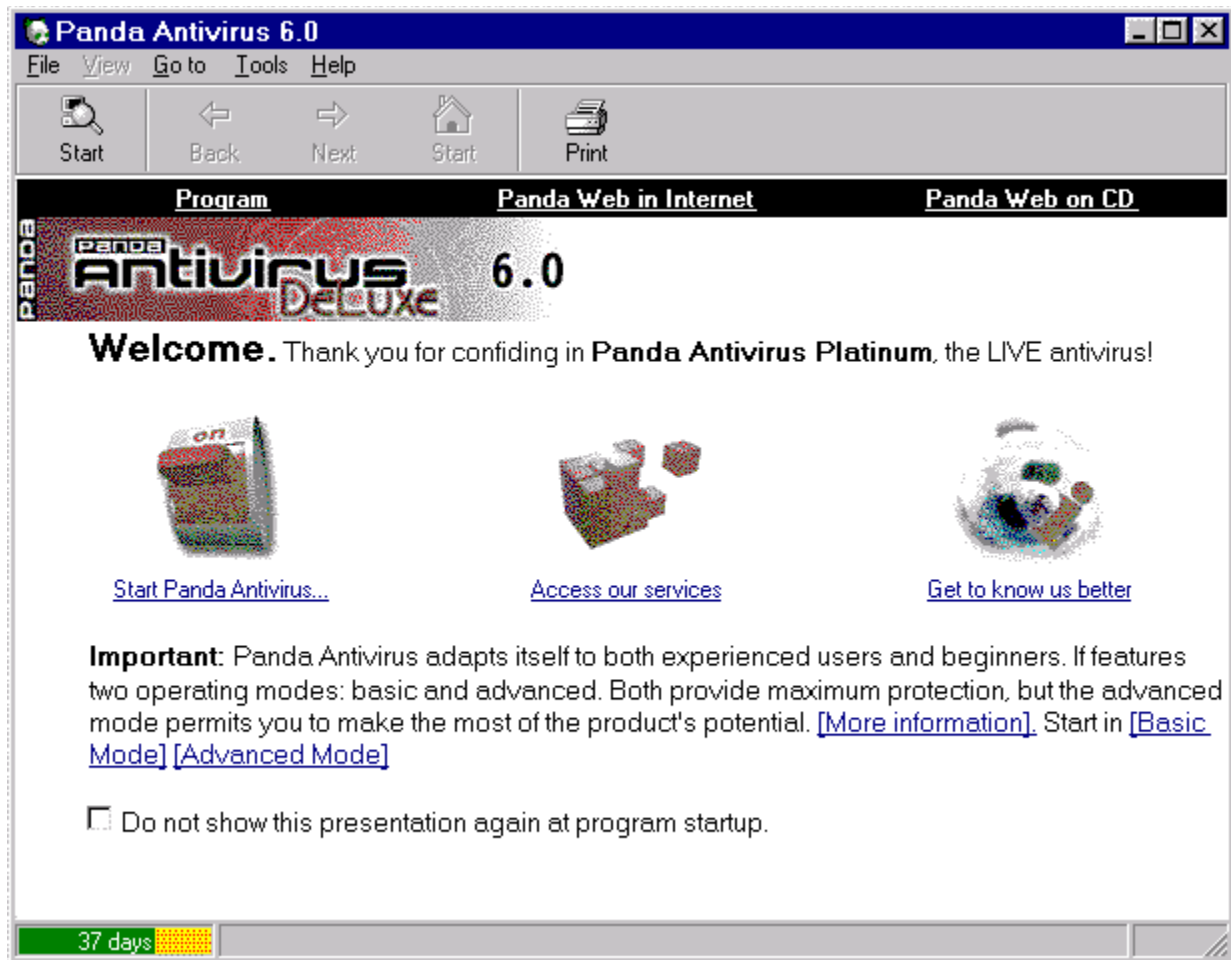 Panda Antivirus 6.0
File View Go to Tools Help
Start Back Next Start Print
Program Panda Web in Internet Panda Web on CD
Panda
Panda
Antivirus 6.0
DeLuxe
Welcome. Thank you for confiding in Panda Antivirus Platinum, the LIVE antivirus!
on
Start Panda Antivirus... Access our services Get to know us better
Important: Panda Antivirus adapts itself to both experienced users and beginners. If features
two operating modes: basic and advanced. Both provide maximum protection, but the advanced
mode permits you to make the most of the product's potential. [More information]. Start in [Basic
Mode] [Advanced Mode]
Do not show this presentation again at program startup.
37 days